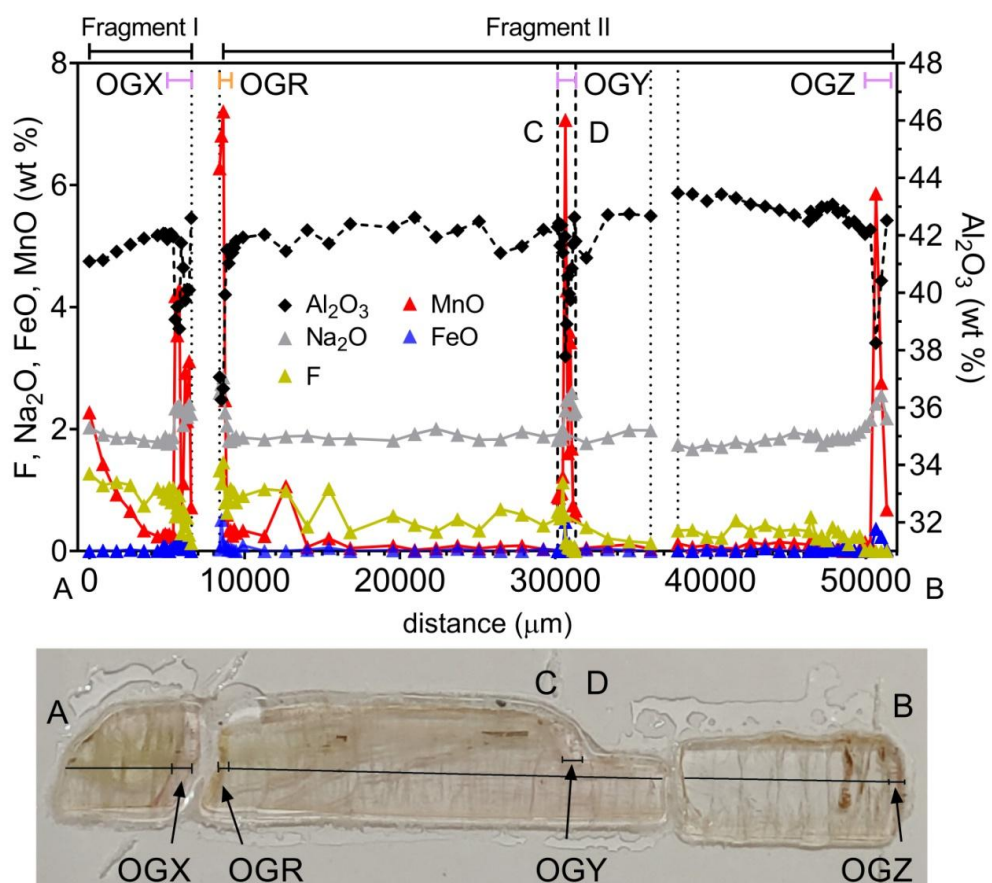 Fragment I Fragment II
8 48
OGX OGR OGY OGZ
C D
46
6
44
F, Na₂O, FeO, MnO (wt %)
Al₂O₃ (wt %)
42
4 40
Al₂O₃ MnO
Na₂O FeO
F
38
2 36
34
32
0
A 0 10000 20000 30000 40000 50000 B
distance (μm)
A C D B
OGX OGR OGY OGZ